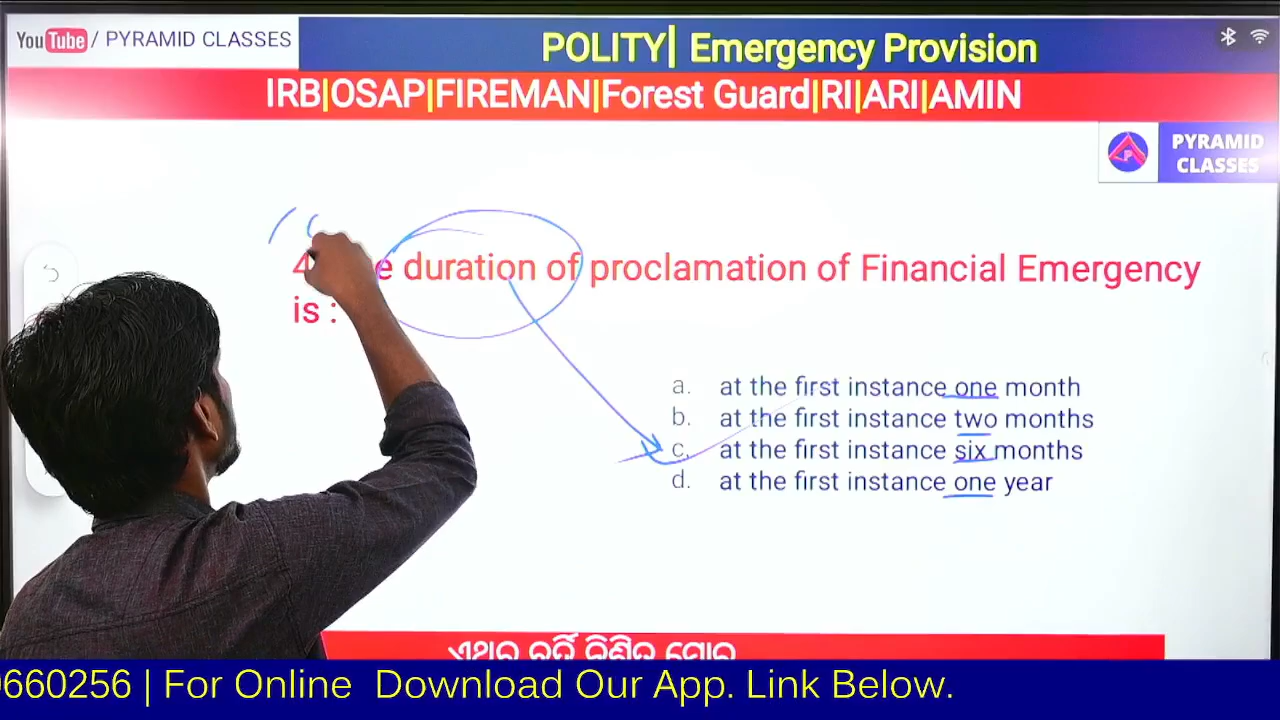 YouTube / PYRAMID CLASSES
POLITY| Emergency Provision
IRB|OSAP|FIREMAN|Forest Guard|RI|ARI|AMIN
PYRAMID
CLASSES
duration of proclamation of Financial Emergency
is :
a. at the first instance one month
b. at the first instance two months
c. at the first instance six months
d. at the first instance one year
660256 | For Online Download Our App. Link Below.